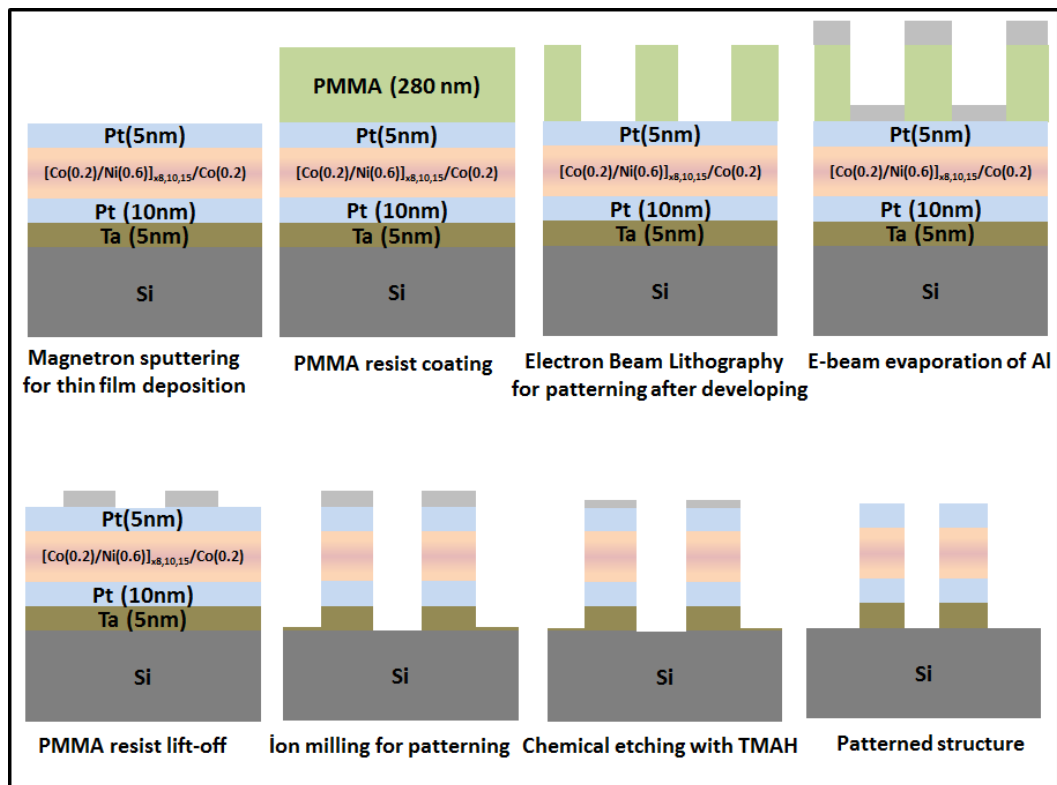 Pt(5nm)
[Co(0.2)/Ni(0.6)]x8,10,15/Co(0.2)
Pt (10nm)
Ta (5nm)
Si
Magnetron sputtering
for thin film deposition
PMMA (280 nm)
Pt(5nm)
[Co(0.2)/Ni(0.6)]x8,10,15/Co(0.2)
Pt (10nm)
Ta (5nm)
Si
PMMA resist coating
Pt(5nm)
[Co(0.2)/Ni(0.6)]x8,10,15/Co(0.2)
Pt (10nm)
Ta (5nm)
Si
Electron Beam Lithography
for patterning after developing
Pt(5nm)
[Co(0.2)/Ni(0.6)]x8,10,15/Co(0.2)
Pt (10nm)
Ta (5nm)
Si
E-beam evaporation of Al
Pt(5nm)
[Co(0.2)/Ni(0.6)]x8,10,15/Co(0.2)
Pt (10nm)
Ta (5nm)
Si
PMMA resist lift-off
Si
İon milling for patterning
Si
Chemical etching with TMAH
Si
Patterned structure